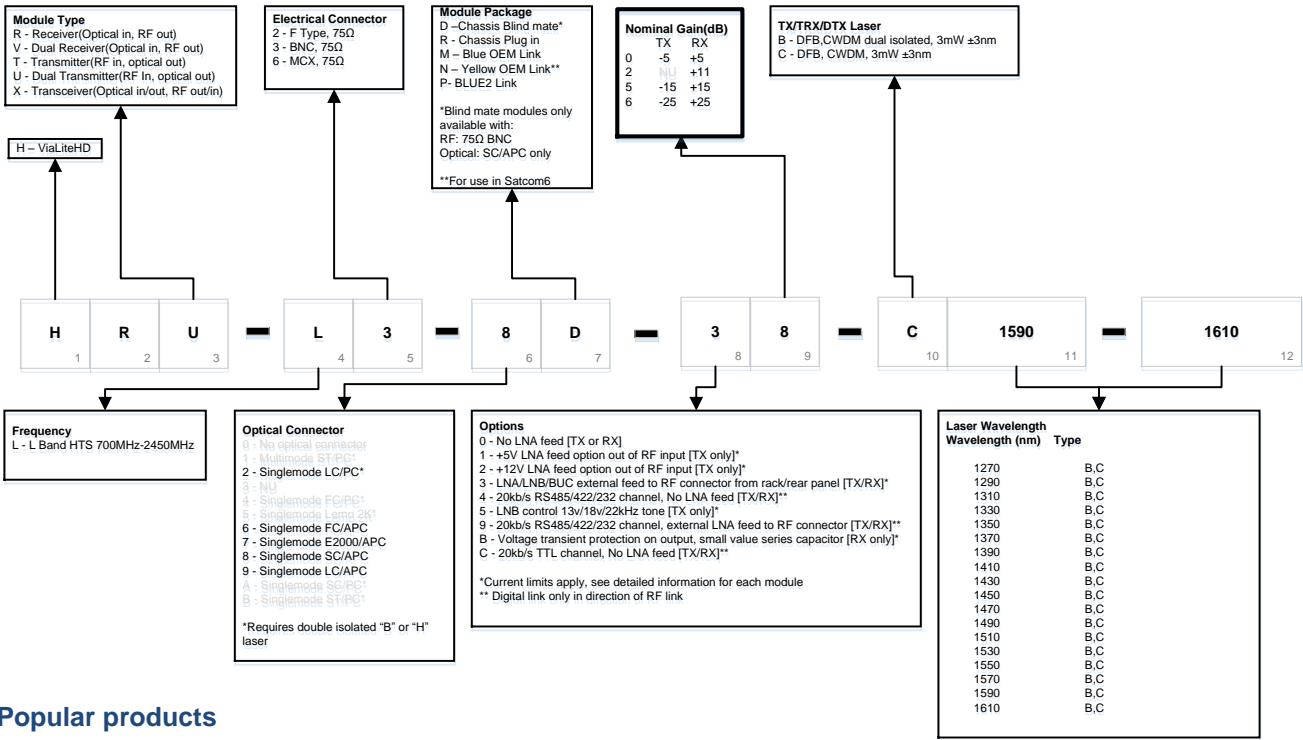 Module Type
R - Receiver(Optical in, RF out)
V - Dual Receiver(Optical in, RF out)
T - Transmitter(RF in, optical out)
U - Dual Transmitter(RF In, optical out)
X - Transceiver(Optical in/out, RF out/in)
Electrical Connector
2 - F Type, 75Ω
3 - BNC, 75Ω
6 - MCX, 75Ω
Module Package
D –Chassis Blind mate*
R - Chassis Plug in
M – Blue OEM Link
N – Yellow OEM Link**
P- BLUE2 Link
*Blind mate modules only
available with:
RF: 75Ω BNC
Optical: SC/APC only
**For use in Satcom6
Nominal Gain(dB)
TX RX
0 -5 +5
2 NU +11
5 -15 +15
6 -25 +25
TX/TRX/DTX Laser
B - DFB,CWDM dual isolated, 3mW ±3nm
C - DFB, CWDM, 3mW ±3nm
H – ViaLiteHD
H R U - L 3 - 8 D - 3 8 - C 1590 - 1610
1 2 3 4 5 6 7 8 9 10 11 12
Frequency
L - L Band HTS 700MHz-2450MHz
Optical Connector
0 - No optical connector
1 - Multimode ST/PC*
2 - Singlemode LC/PC*
3 - NU
4 - Singlemode FC/PC*
5 - Singlemode Lemo 2K*
6 - Singlemode FC/APC
7 - Singlemode E2000/APC
8 - Singlemode SC/APC
9 - Singlemode LC/APC
A - Singlemode SC/PC*
B - Singlemode ST/PC*
*Requires double isolated “B” or “H”
laser
Options
0 - No LNA feed [TX or RX]
1 - +5V LNA feed option out of RF input [TX only]*
2 - +12V LNA feed option out of RF input [TX only]*
3 - LNA/LNB/BUC external feed to RF connector from rack/rear panel [TX/RX]*
4 - 20kb/s RS485/422/232 channel, No LNA feed [TX/RX]**
5 - LNB control 13v/18v/22kHz tone [TX only]*
9 - 20kb/s RS485/422/232 channel, external LNA feed to RF connector [TX/RX]**
B - Voltage transient protection on output, small value series capacitor [RX only]*
C - 20kb/s TTL channel, No LNA feed [TX/RX]**
*Current limits apply, see detailed information for each module
** Digital link only in direction of RF link
Laser Wavelength
Wavelength (nm) Type
1270 B,C
1290 B,C
1310 B,C
1330 B,C
1350 B,C
1370 B,C
1390 B,C
1410 B,C
1430 B,C
1450 B,C
1470 B,C
1490 B,C
1510 B,C
1530 B,C
1550 B,C
1570 B,C
1590 B,C
1610 B,C
Popular products